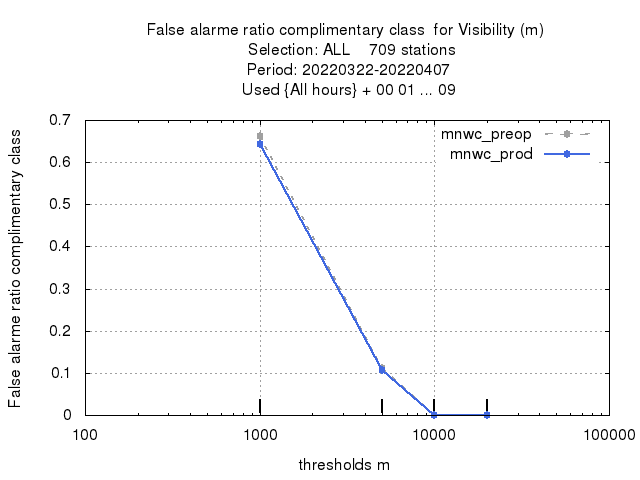 False alarme ratio complimentary class for Visibility (m)
Selection: ALL 709 stations
Period: 20220322-20220407
Used {All hours} + 00 01 ... 09
False alarme ratio complimentary class
0.7
0.6
0.5
0.4
0.3
0.2
0.1
0
mnwc_preop
mnwc_prod
100
1000
10000
100000
thresholds m